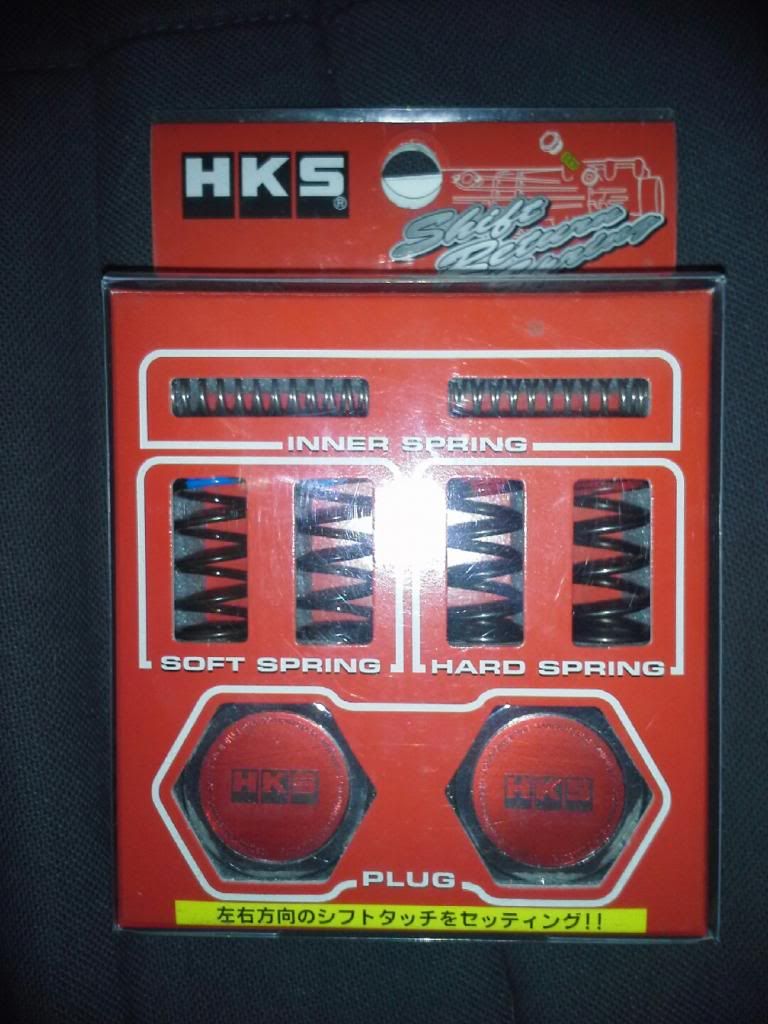 HKS®
Shift
Return
Spring
INNER SPRING
SOFT SPRING
HARD SPRING
HKS
HKS
PLUG
左右方向のシフトタッチをセッティング!!